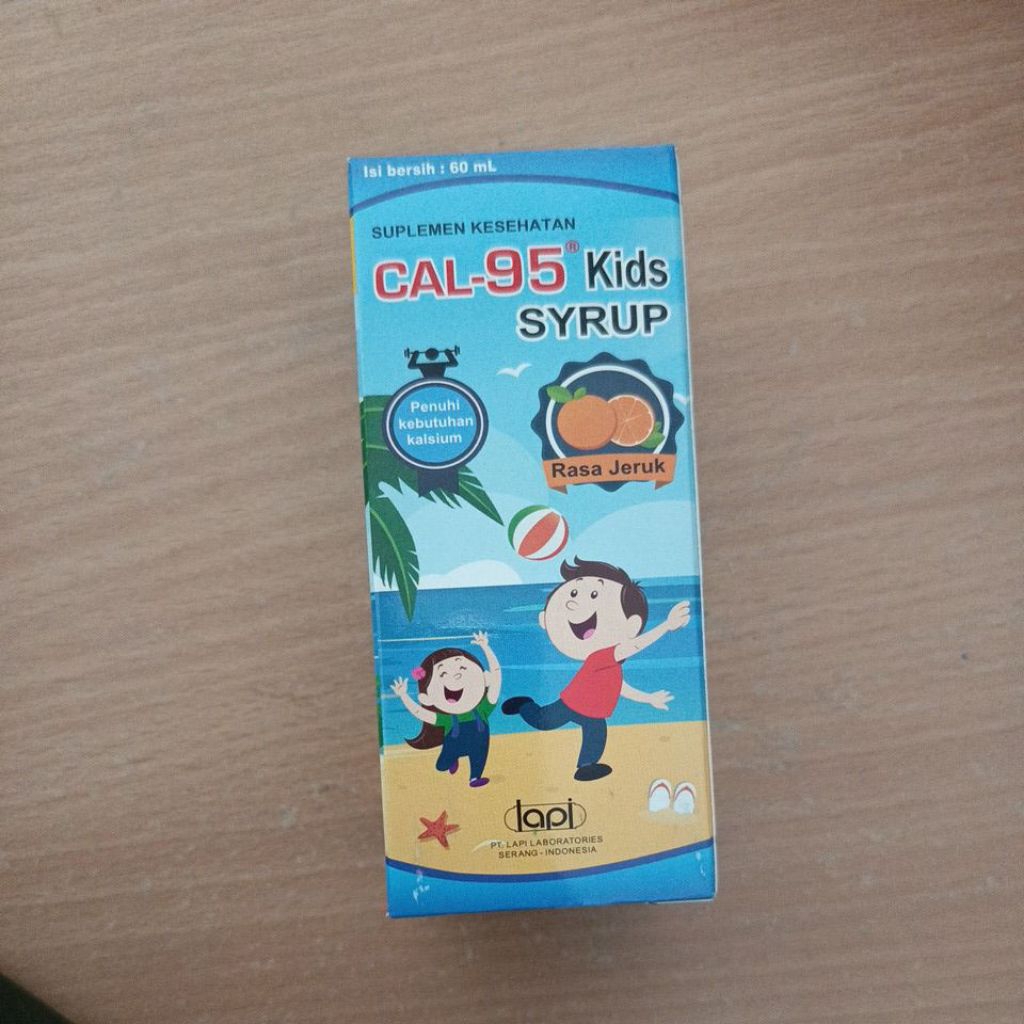 Isi bersih : 60 mL
SUPLEMEN KESEHATAN
CAL-95® Kids
SYRUP
Penuhi
kebutuhan
kalsium
Rasa Jeruk
lapi
PT. LAPI LABORATORIES
SERANG - INDONESIA